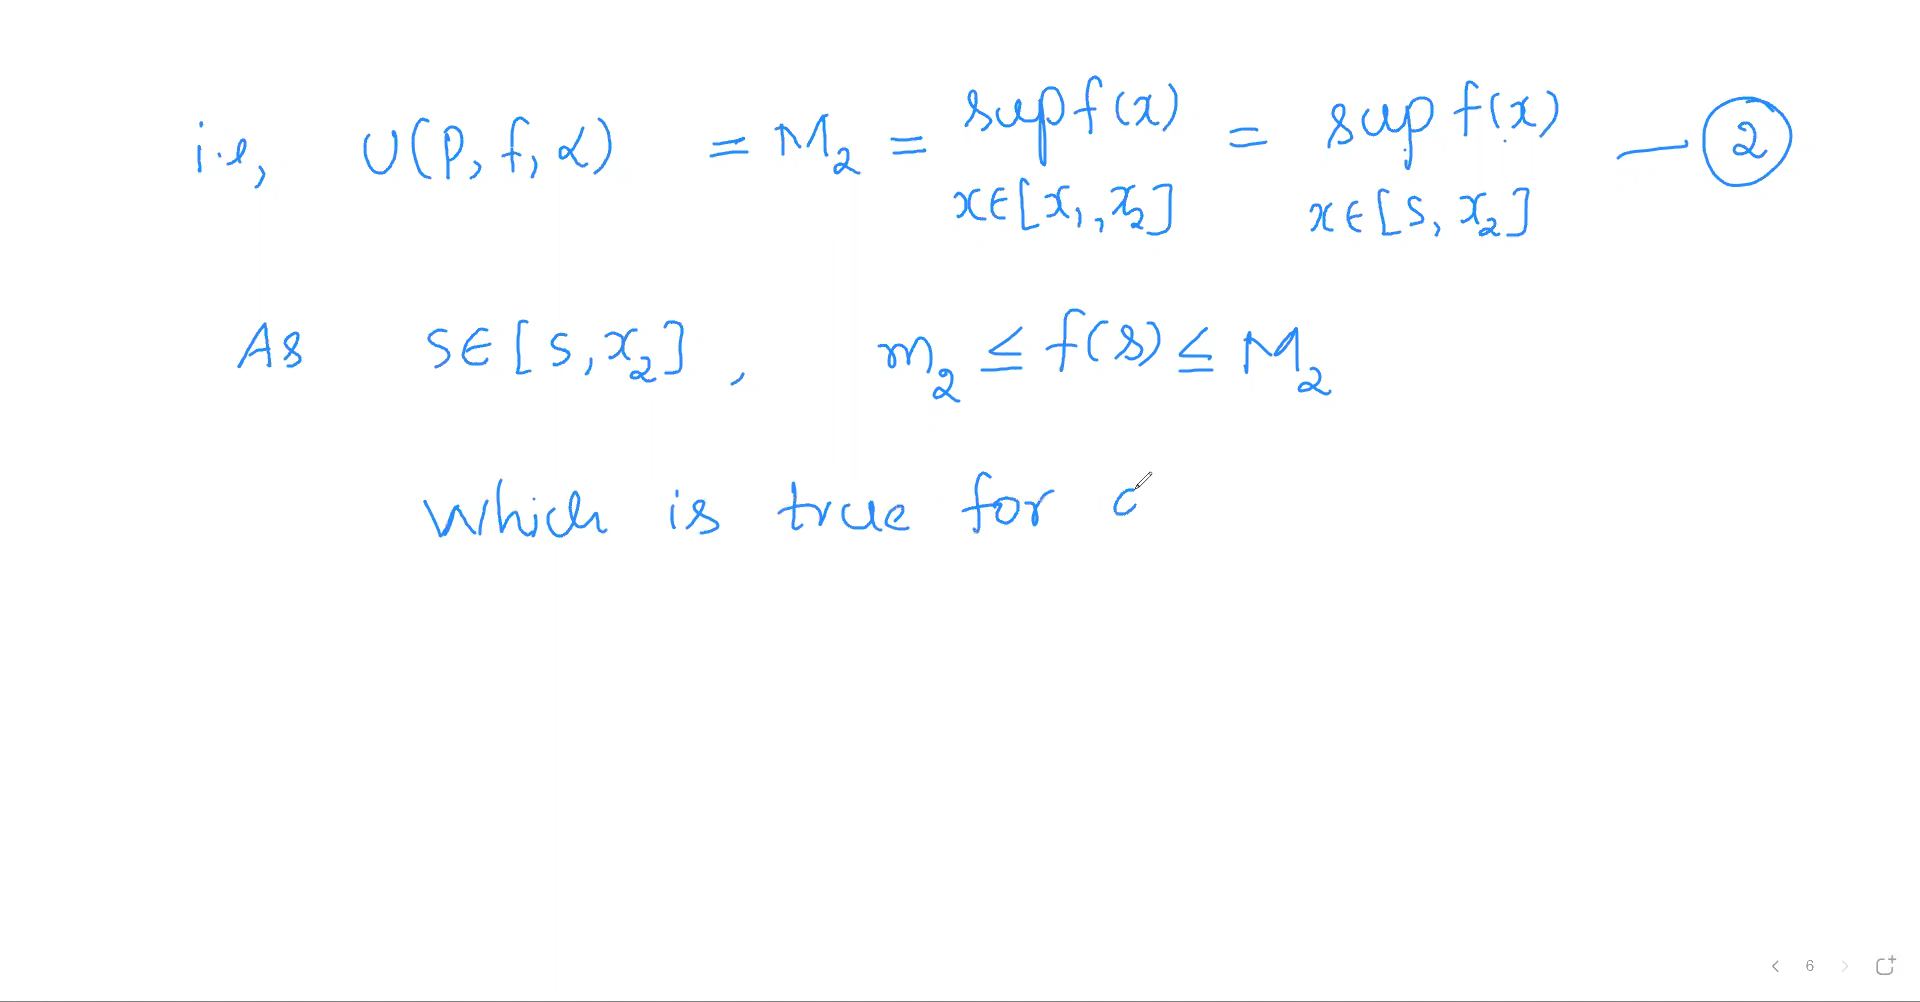 i.e, U(P, f, α) = M₂ = sup f(x) = sup f(x) — ②
x∈[x₁, x₂] x∈[s, x₂]
As s∈[s, x₂], m₂ ≤ f(s) ≤ M₂
which is true for
6